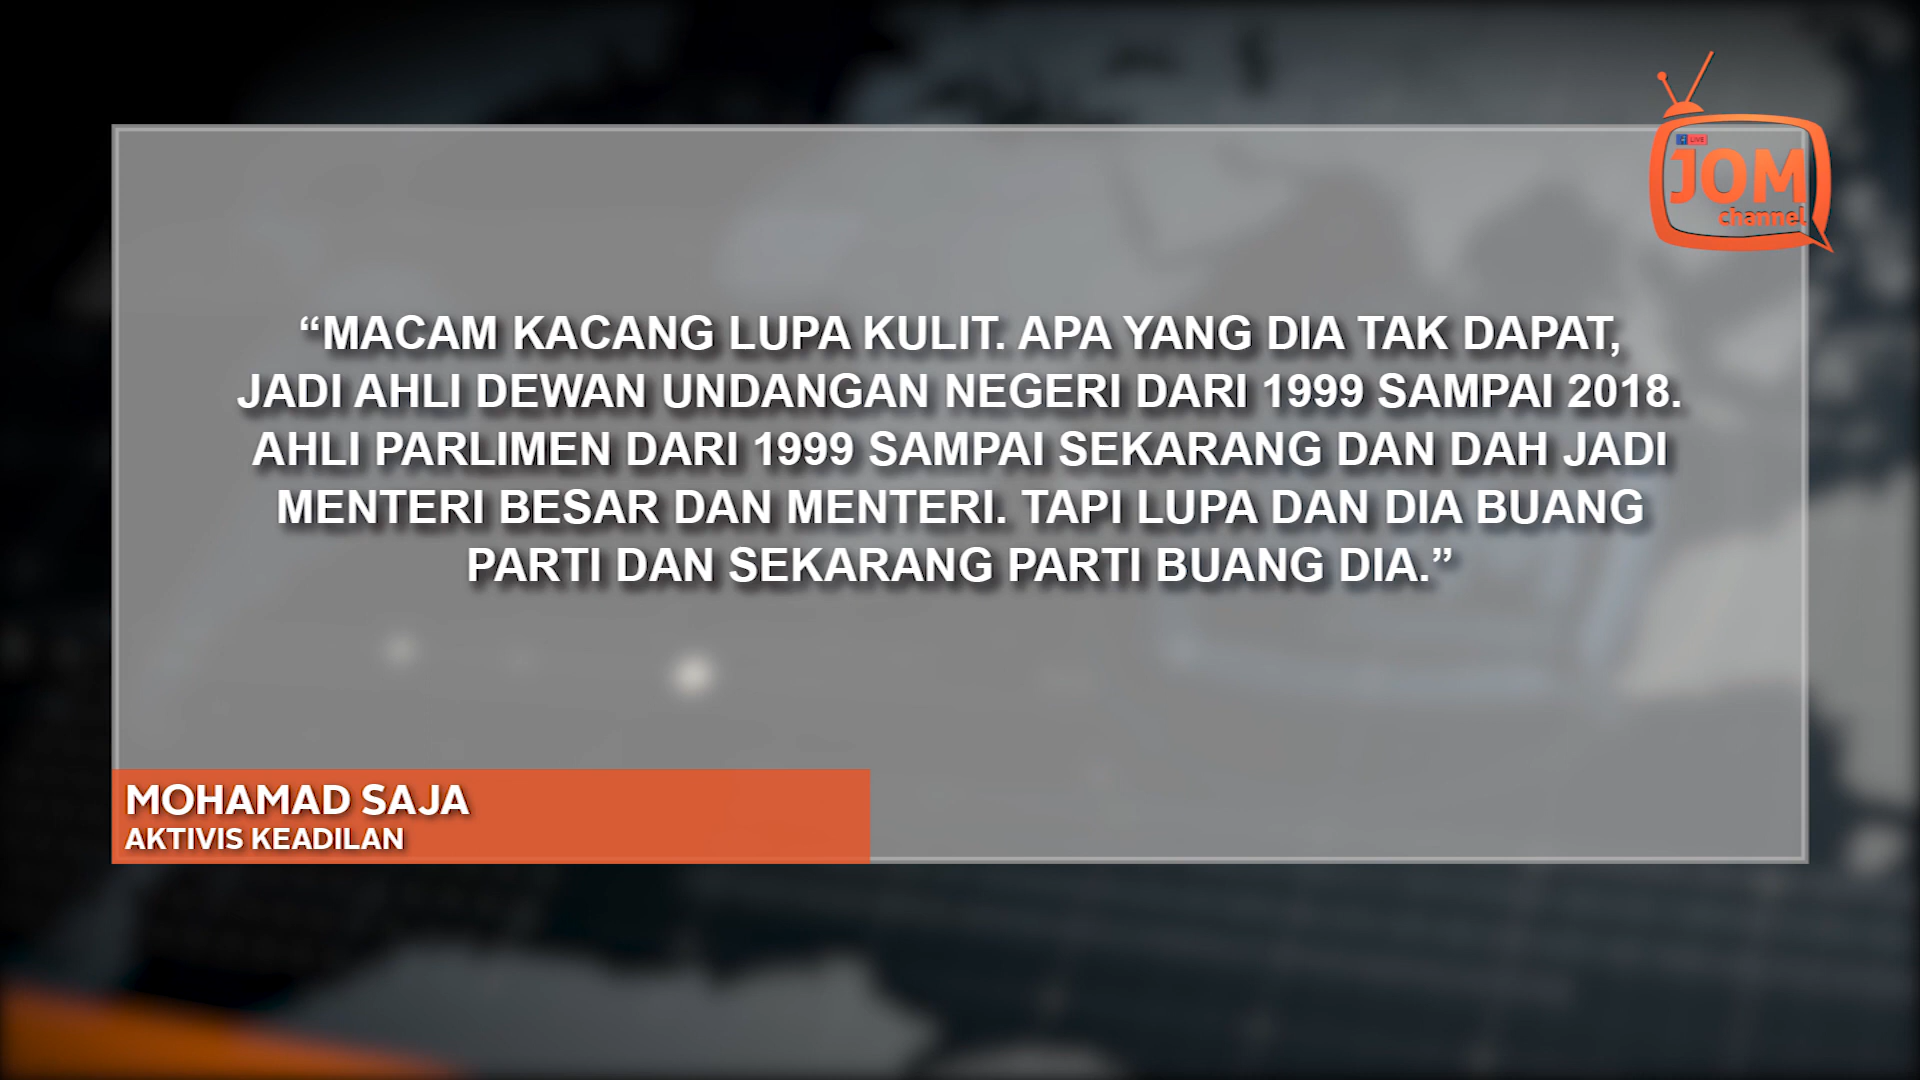 LIVE
JOM
channel
“MACAM KACANG LUPA KULIT. APA YANG DIA TAK DAPAT,
JADI AHLI DEWAN UNDANGAN NEGERI DARI 1999 SAMPAI 2018.
AHLI PARLIMEN DARI 1999 SAMPAI SEKARANG DAN DAH JADI
MENTERI BESAR DAN MENTERI. TAPI LUPA DAN DIA BUANG
PARTI DAN SEKARANG PARTI BUANG DIA.”
MOHAMAD SAJA
AKTIVIS KEADILAN